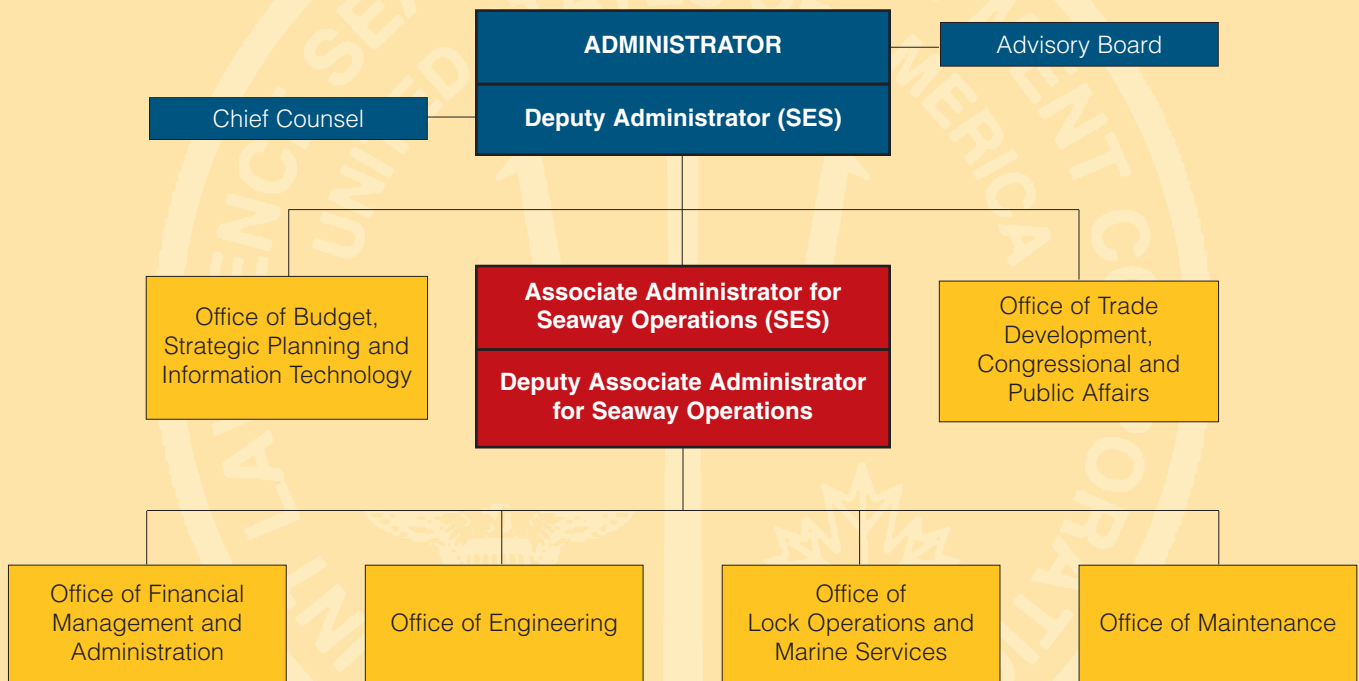 ADMINISTRATOR
Advisory Board
Chief Counsel
Deputy Administrator (SES)
Office of Budget,
Strategic Planning and
Information Technology
Associate Administrator for
Seaway Operations (SES)
Deputy Associate Administrator
for Seaway Operations
Office of Trade
Development,
Congressional and
Public Affairs
Office of Financial
Management and
Administration
Office of Engineering
Office of
Lock Operations and
Marine Services
Office of Maintenance